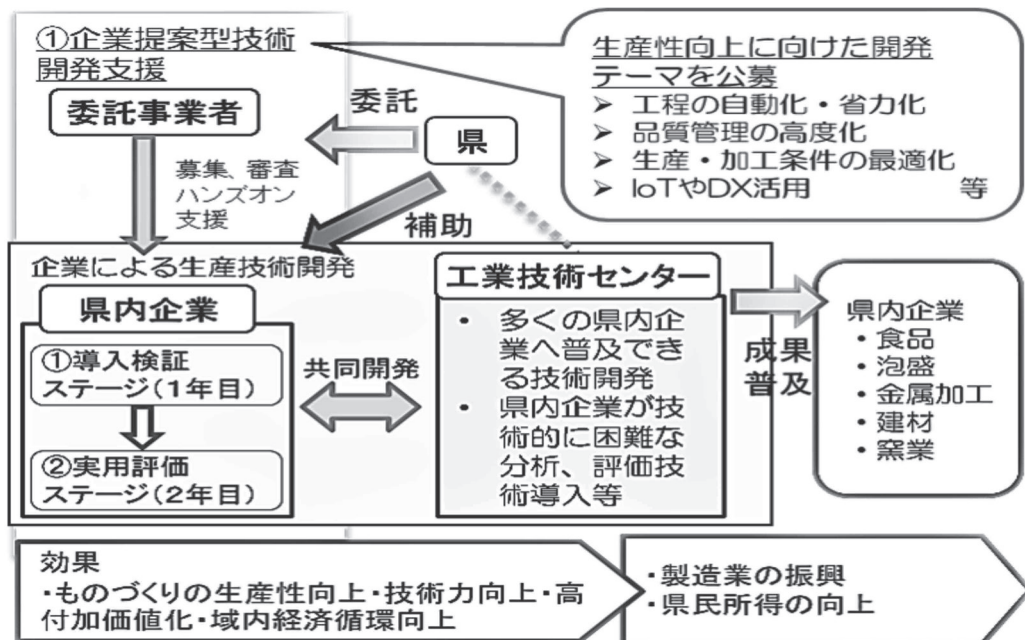 ①企業提案型技術
開発支援
委託事業者
委託
県
募集、審査
ハンズオン
支援
補助
生産性向上に向けた開発
テーマを公募
➢ 工程の自動化・省力化
➢ 品質管理の高度化
➢ 生産・加工条件の最適化
➢ IoTやDX活用 等
企業による生産技術開発
県内企業
①導入検証
ステージ(1年目)
②実用評価
ステージ(2年目)
共同開発
工業技術センター
・ 多くの県内企
業へ普及でき
る技術開発
・ 県内企業が技
術的に困難な
分析、評価技
術導入等
成果
普及
県内企業
・食品
・泡盛
・金属加工
・建材
・窯業
効果
・ものづくりの生産性向上・技術力向上・高
付加価値化・域内経済循環向上
・製造業の振興
・県民所得の向上